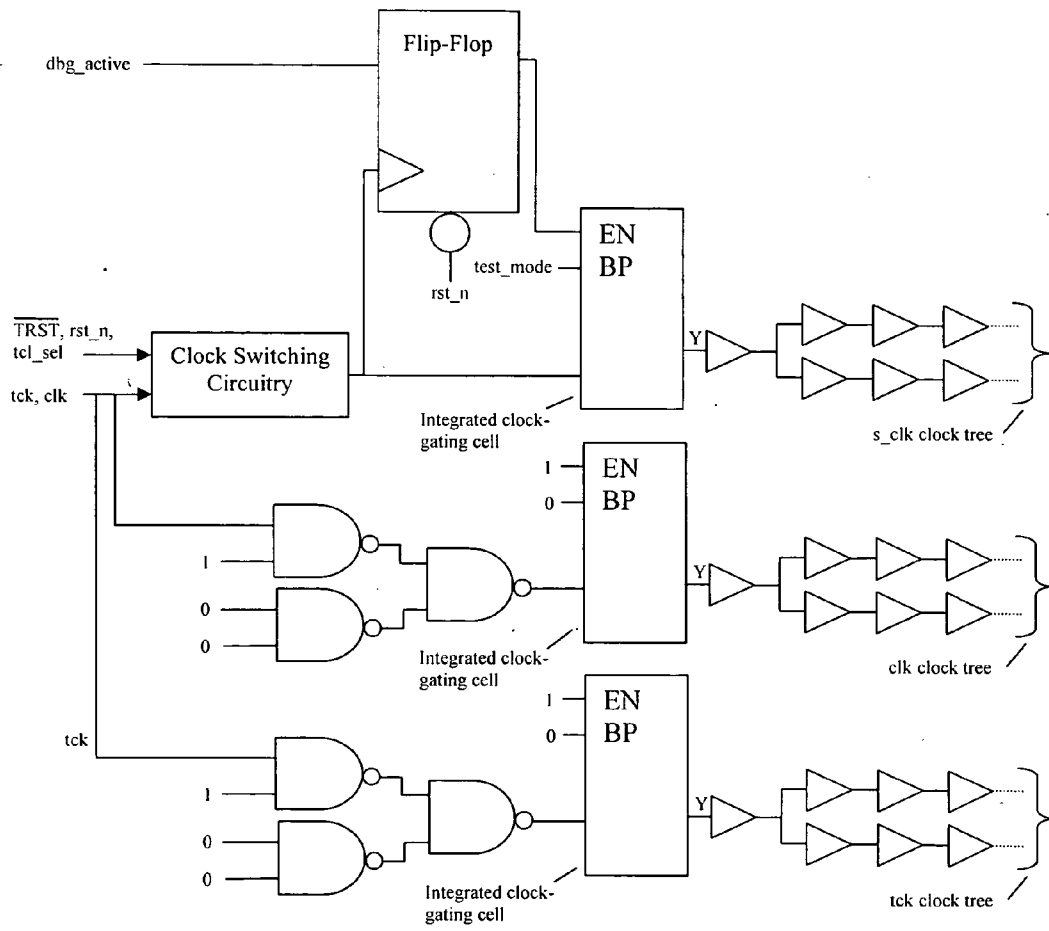 Flip-Flop
dbg_active
EN
BP
test_mode
rst_n
TRST, rst_n,
tcl_sel
Clock Switching
Circuitry
tck, clk
Y
Integrated clock-
gating cell
s_clk clock tree
1
EN
0
BP
1
Y
0
0
Integrated clock-
gating cell
clk clock tree
1
EN
0
BP
tck
1
Y
0
0
Integrated clock-
gating cell
tck clock tree